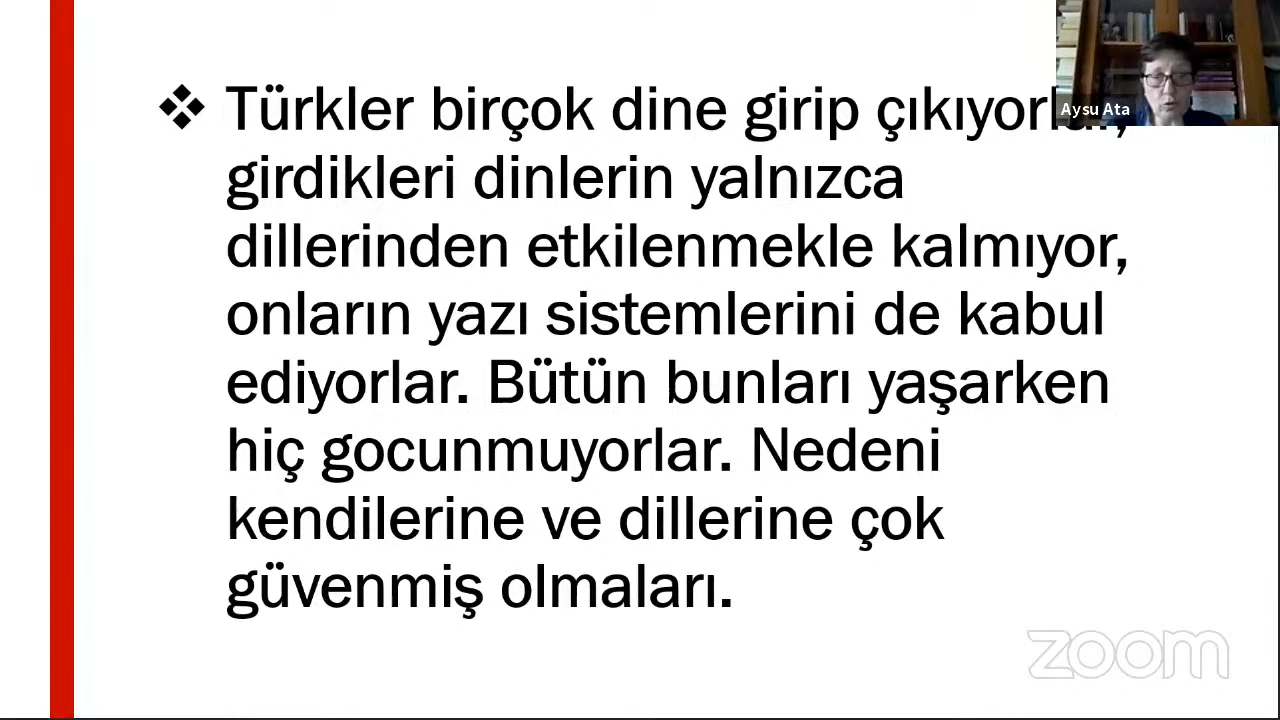 Türkler birçok dine girip çıkıyorlar,
girdikleri dinlerin yalnızca
dillerinden etkilenmekle kalmıyor,
onların yazı sistemlerini de kabul
ediyorlar. Bütün bunları yaşarken
hiç gocunmuyorlar. Nedeni
kendilerine ve dillerine çok
güvenmiş olmaları.
Aysu Ata
zoom